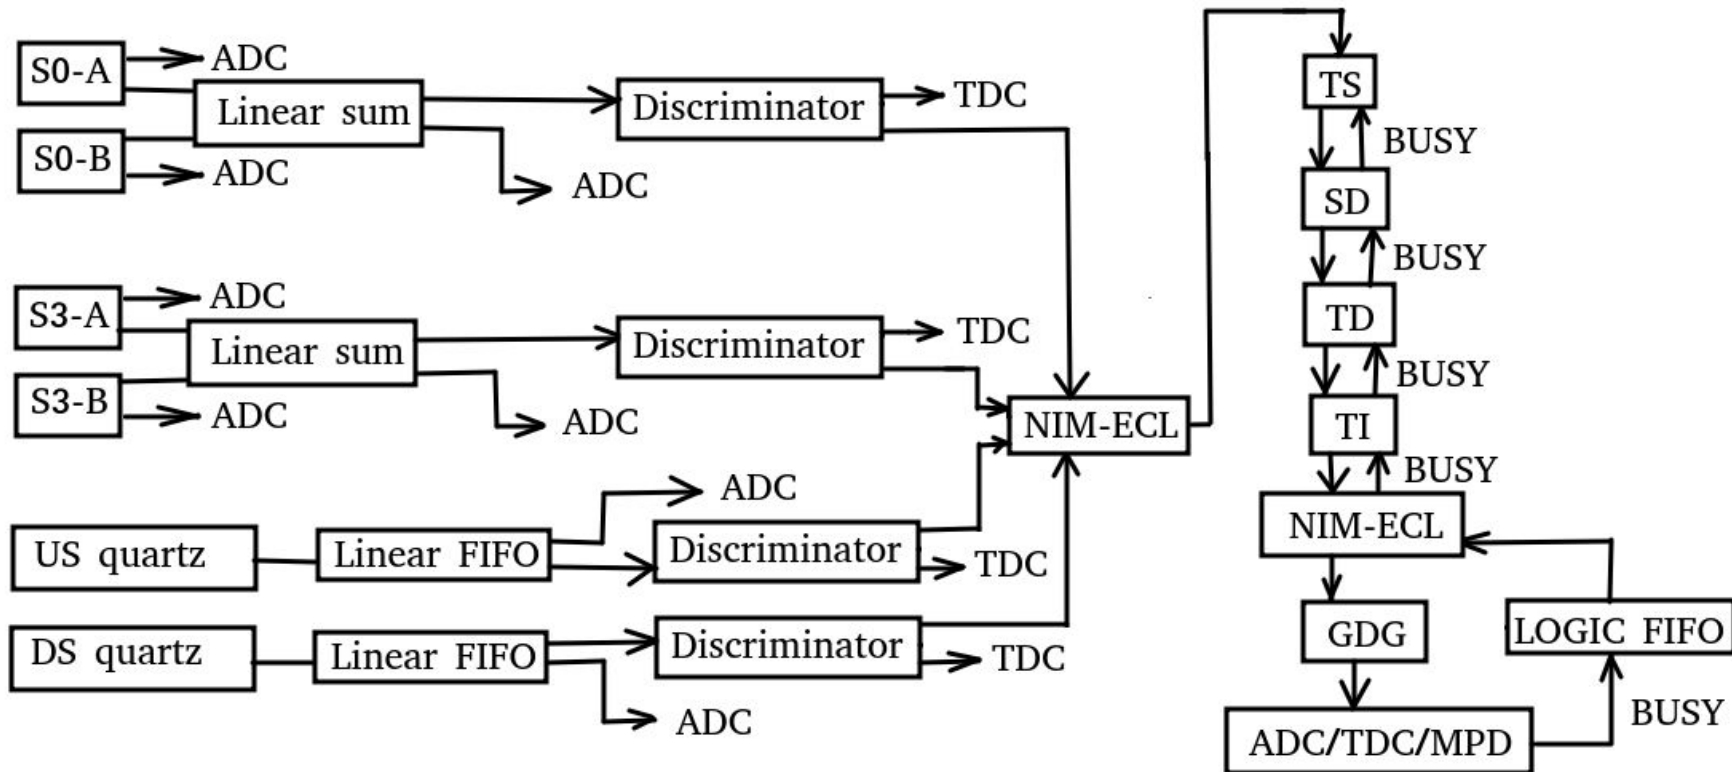 S0-A
ADC
Linear sum
S0-B
ADC
ADC
Discriminator
TDC
S3-A
ADC
Linear sum
S3-B
ADC
ADC
Discriminator
TDC
NIM-ECL
US quartz
Linear FIFO
ADC
Discriminator
TDC
DS quartz
Linear FIFO
ADC
Discriminator
TDC
TS
BUSY
SD
BUSY
TD
BUSY
TI
BUSY
NIM-ECL
GDG
LOGIC FIFO
BUSY
ADC/TDC/MPD